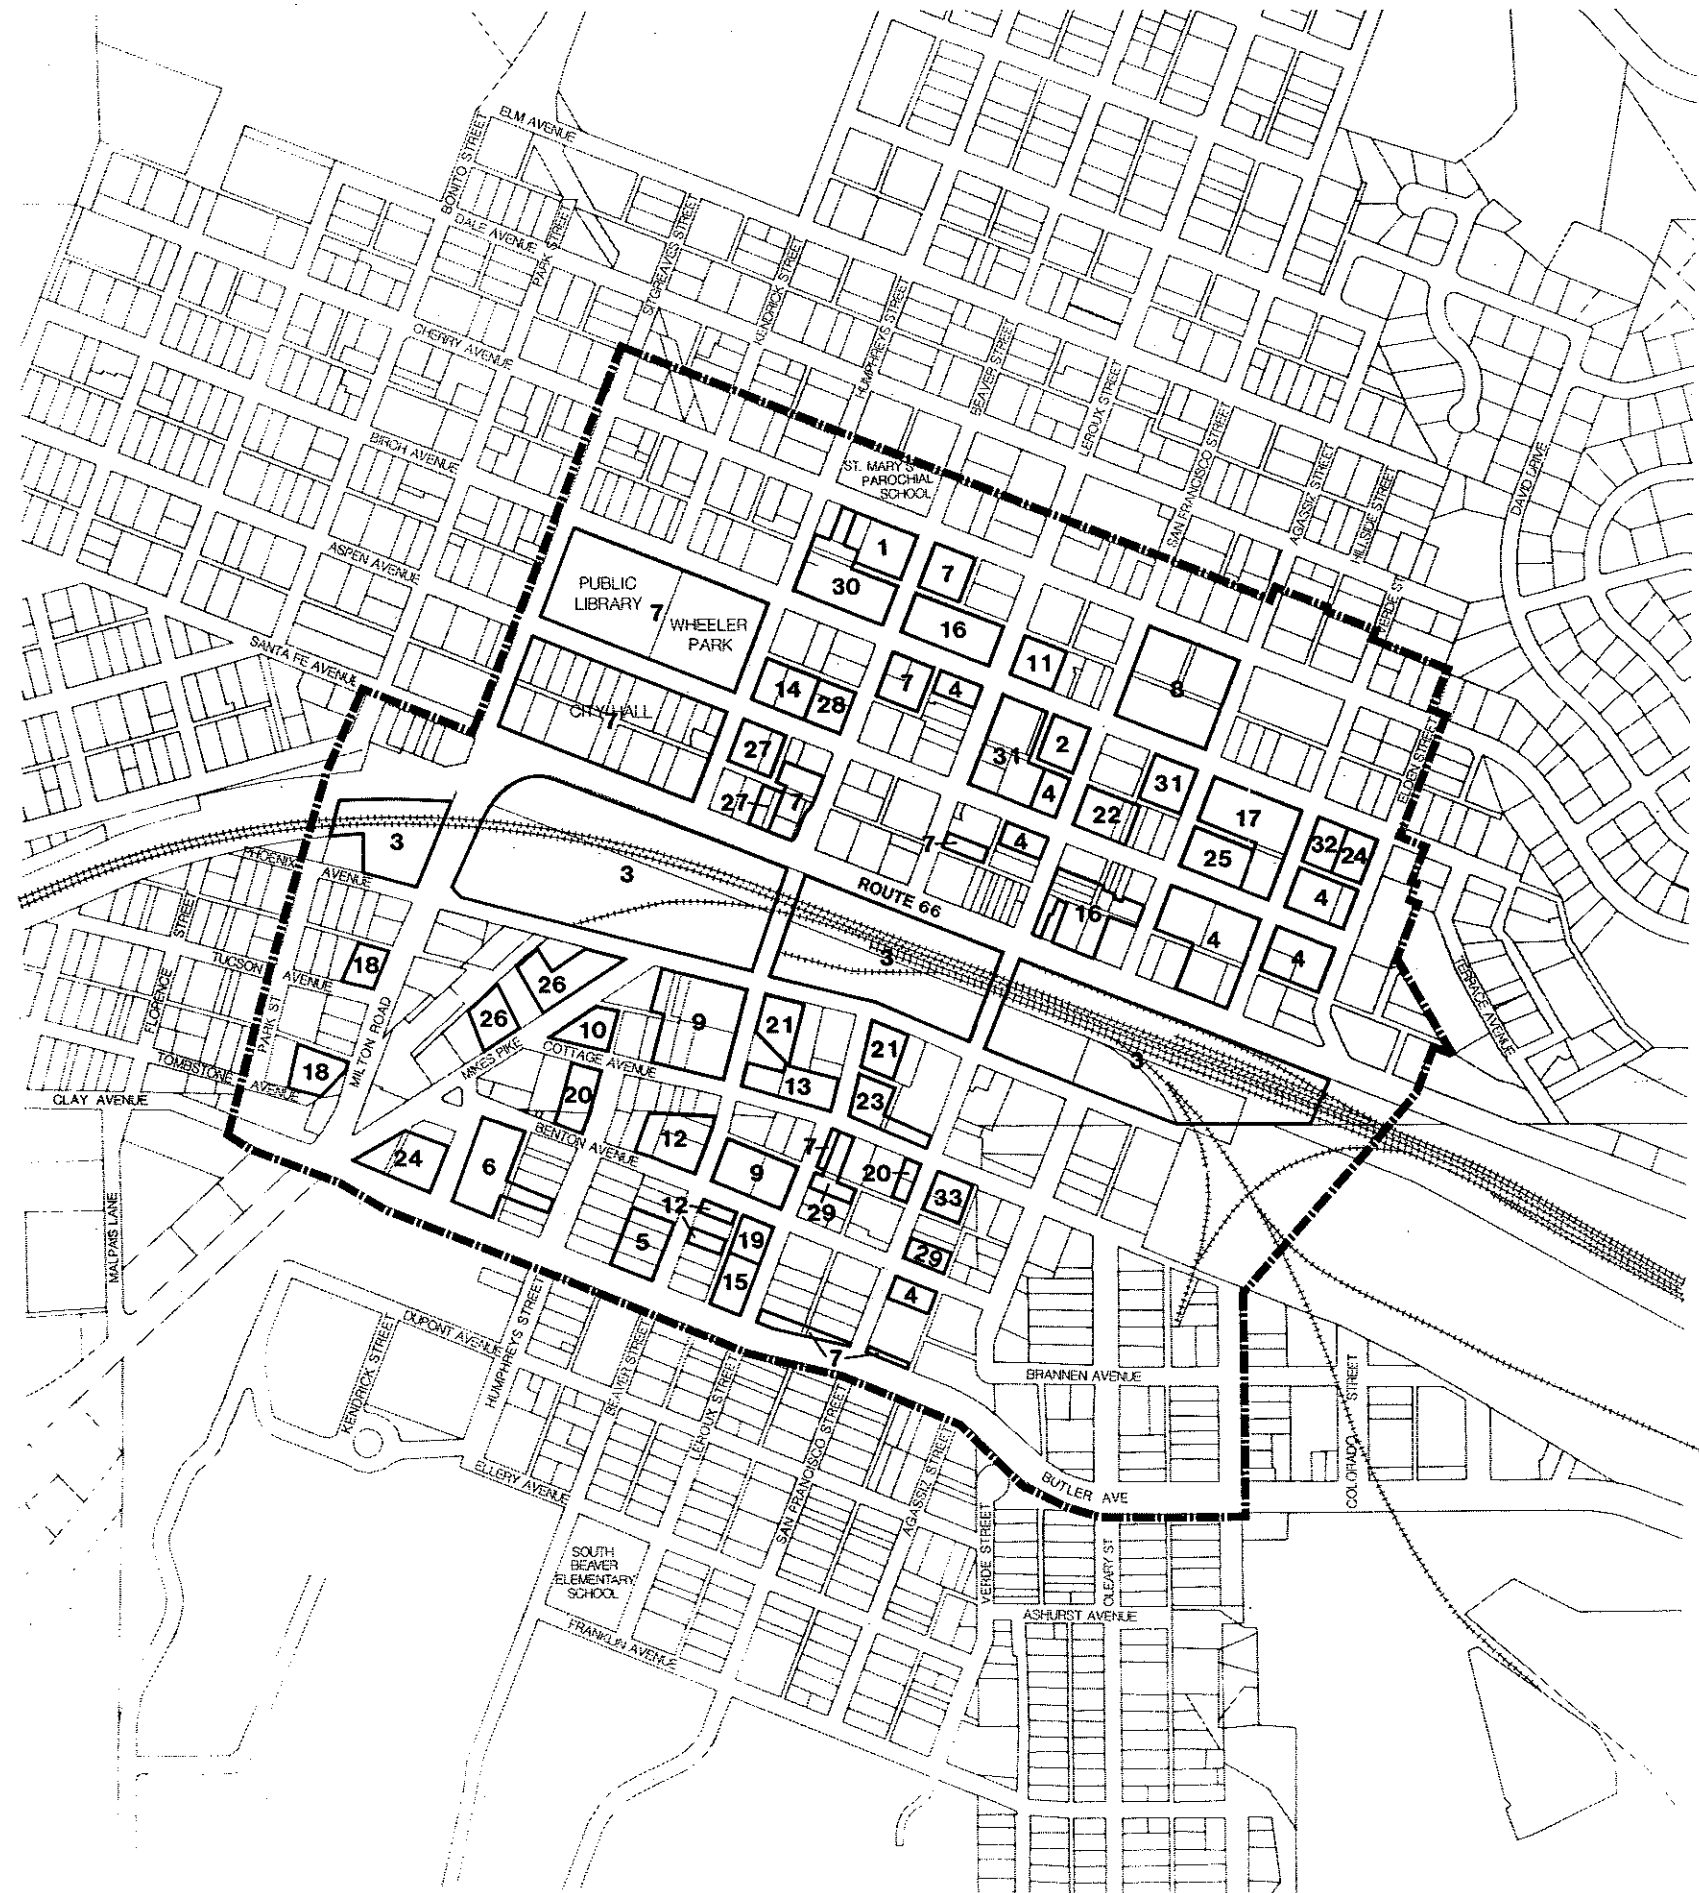 ELM AVENUE
BONITO STREET
DALE AVENUE
PARK STREET
SITGREAVES STREET
KENDRICK STREET
HUMPHREYS STREET
BEAVER STREET
LEROUX STREET
SAN FRANCISCO STREET
AGASSIZ STREET
HILLSIDE STREET
VERDE ST
DAVID DRIVE
CHERRY AVENUE
BIRCH AVENUE
ASPEN AVENUE
SANTA FE AVENUE
ST. MARY'S
PAROCHIAL
SCHOOL
1
7
30
PUBLIC
LIBRARY
7
WHEELER
PARK
16
11
8
14
28
7
4
CITY HALL
7
27
27
7
31
2
4
31
22
17
25
32
24
4
ELDEN STREET
7
4
16
4
4
3
3
ROUTE 66
3
3
PHOENIX
AVENUE
STREET
FLORENCE
TUCSON
AVENUE
18
PARK ST
MILTON ROAD
TOMBSTONE
AVENUE
18
CLAY AVENUE
MALPAIS LANE
26
26
10
MIKES PIKE
COTTAGE AVENUE
9
21
21
13
23
20
BENTON AVENUE
12
24
6
9
7
20
33
29
29
12
5
19
15
4
7
TERRACE AVENUE
DUPONT AVENUE
KENDRICK STREET
HUMPHREYS STREET
BEAVER STREET
LEROUX STREET
SAN FRANCISCO STREET
AGASSIZ STREET
ELLERY AVENUE
BRANNEN AVENUE
BUTLER AVE
COLORADO STREET
VERDE STREET
CLEARY ST
SOUTH
BEAVER
ELEMENTARY
SCHOOL
FRANKLIN AVENUE
ASHURST AVENUE